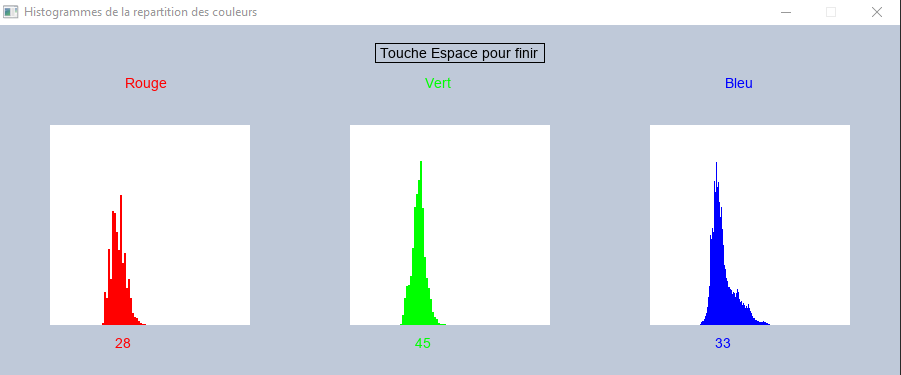 Histogrammes de la repartition des couleurs
Touche Espace pour finir
Rouge Vert Bleu
28 45 33